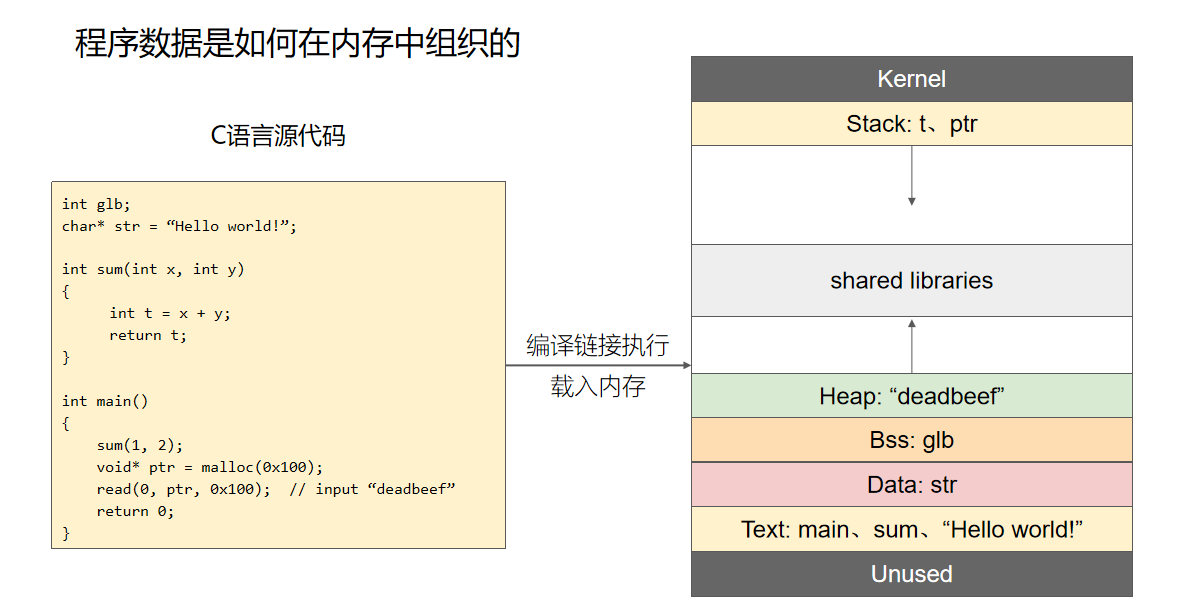 程序数据是如何在内存中组织的
C语言源代码
int glb;
char* str = “Hello world!”;
int sum(int x, int y)
{
int t = x + y;
return t;
}
int main()
{
sum(1, 2);
void* ptr = malloc(0x100);
read(0, ptr, 0x100);  // input “deadbeef”
return 0;
}
编译链接执行
载入内存
Kernel
Stack: t、ptr
shared libraries
Heap: “deadbeef”
Bss: glb
Data: str
Text: main、sum、“Hello world!”
Unused